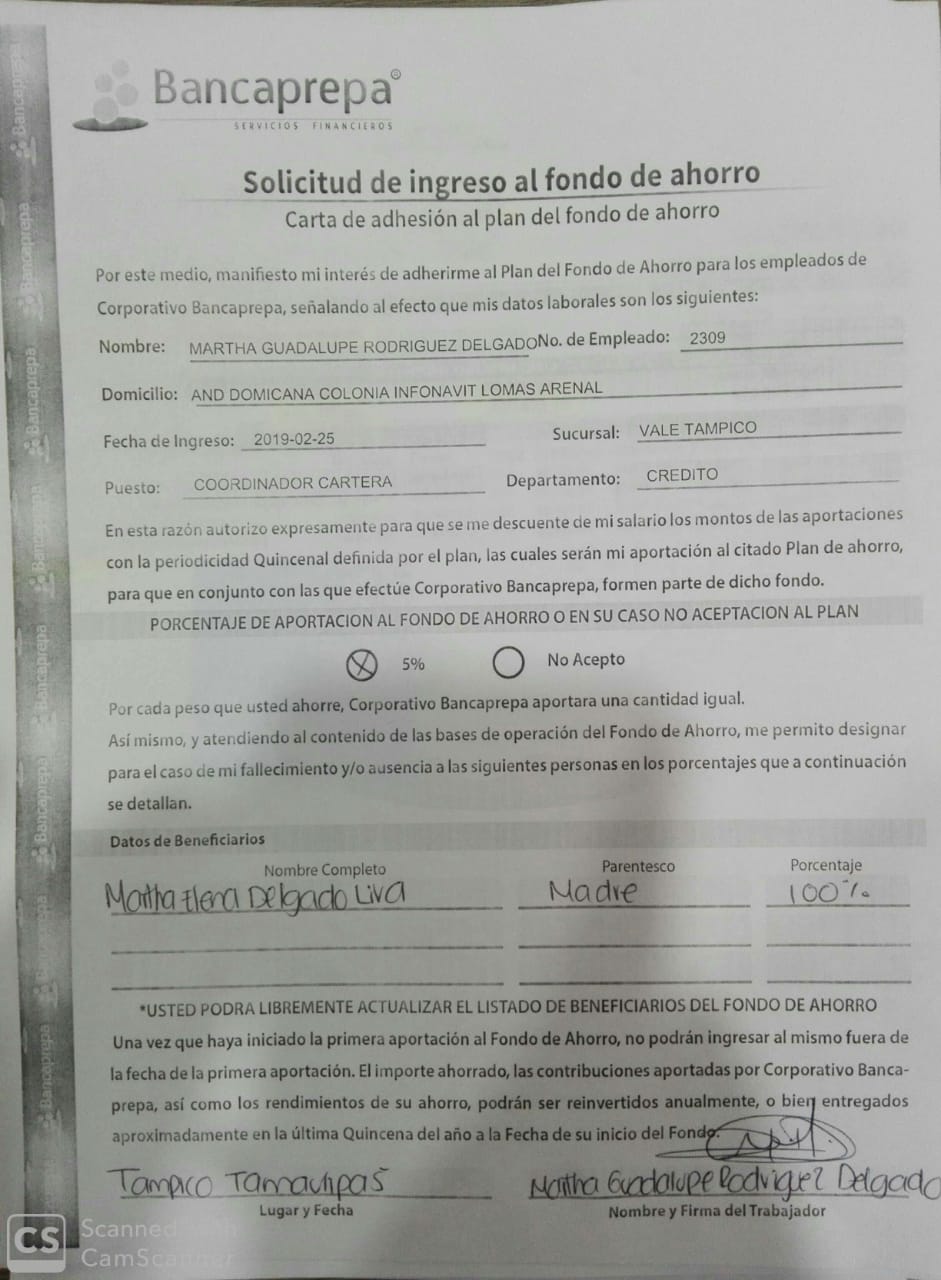 Bancaprepa®
SERVICIOS FINANCIEROS
Solicitud de ingreso al fondo de ahorro
Carta de adhesión al plan del fondo de ahorro
Por este medio, manifiesto mi interés de adherirme al Plan del Fondo de Ahorro para los empleados de
Corporativo Bancaprepa, señalando al efecto que mis datos laborales son los siguientes:
Nombre: MARTHA GUADALUPE RODRIGUEZ DELGADO No. de Empleado: 2309
Domicilio: AND DOMICANA COLONIA INFONAVIT LOMAS ARENAL
Fecha de Ingreso: 2019-02-25 Sucursal: VALE TAMPICO
Puesto: COORDINADOR CARTERA Departamento: CREDITO
En esta razón autorizo expresamente para que se me descuente de mi salario los montos de las aportaciones
con la periodicidad Quincenal definida por el plan, las cuales serán mi aportación al citado Plan de ahorro,
para que en conjunto con las que efectúe Corporativo Bancaprepa, formen parte de dicho fondo.
PORCENTAJE DE APORTACION AL FONDO DE AHORRO O EN SU CASO NO ACEPTACION AL PLAN
5% No Acepto
Por cada peso que usted ahorre, Corporativo Bancaprepa aportara una cantidad igual.
Así mismo, y atendiendo al contenido de las bases de operación del Fondo de Ahorro, me permito designar
para el caso de mi fallecimiento y/o ausencia a las siguientes personas en los porcentajes que a continuación
se detallan.
Datos de Beneficiarios
Nombre Completo Parentesco Porcentaje
Martha Elena Delgado Liva Madre 100%
*USTED PODRA LIBREMENTE ACTUALIZAR EL LISTADO DE BENEFICIARIOS DEL FONDO DE AHORRO
Una vez que haya iniciado la primera aportación al Fondo de Ahorro, no podrán ingresar al mismo fuera de
la fecha de la primera aportación. El importe ahorrado, las contribuciones aportadas por Corporativo Banca-
prepa, así como los rendimientos de su ahorro, podrán ser reinvertidos anualmente, o bien entregados
aproximadamente en la última Quincena del año a la Fecha de su inicio del Fondo.
Tampico Tamaulipas Martha Guadalupe Rodriguez Delgado
Lugar y Fecha Nombre y Firma del Trabajador
CS Scanned with
CamScanner